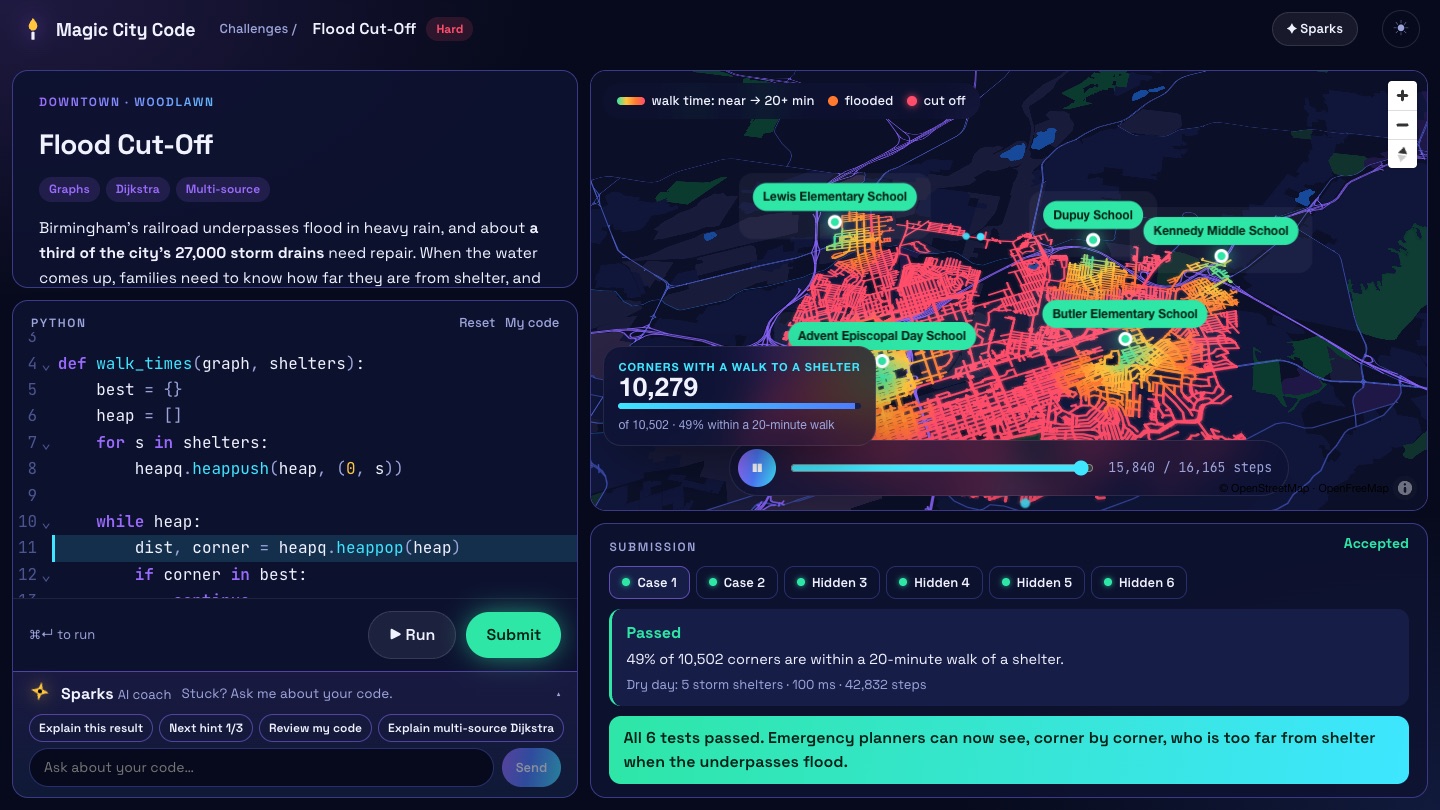 Magic City Code
Challenges /
Flood Cut-Off
Hard
✦ Sparks
DOWNTOWN · WOODLAWN
Flood Cut-Off
Graphs
Dijkstra
Multi-source
Birmingham's railroad underpasses flood in heavy rain, and about a
third of the city's 27,000 storm drains need repair. When the water
comes up, families need to know how far they are from shelter, and
PYTHON
Reset
My code
3
4 def walk_times(graph, shelters):
5 best = {}
6 heap = []
7 for s in shelters:
8 heapq.heappush(heap, (0, s))
9
10 while heap:
11 dist, corner = heapq.heappop(heap)
12 if corner in best:
13 continue
⌘↵ to run
Run
Submit
Sparks AI coach Stuck? Ask me about your code.
Explain this result
Next hint 1/3
Review my code
Explain multi-source Dijkstra
Ask about your code…
Send
walk time: near → 20+ min
flooded
cut off
Lewis Elementary School
Dupuy School
Kennedy Middle School
Butler Elementary School
Advent Episcopal Day School
CORNERS WITH A WALK TO A SHELTER
10,279
of 10,502 · 49% within a 20-minute walk
15,840 / 16,165 steps
© OpenStreetMap · OpenFreeMap
SUBMISSION
Accepted
Case 1
Case 2
Hidden 3
Hidden 4
Hidden 5
Hidden 6
Passed
49% of 10,502 corners are within a 20-minute walk of a shelter.
Dry day: 5 storm shelters · 100 ms · 42,832 steps
All 6 tests passed. Emergency planners can now see, corner by corner, who is too far from shelter
when the underpasses flood.